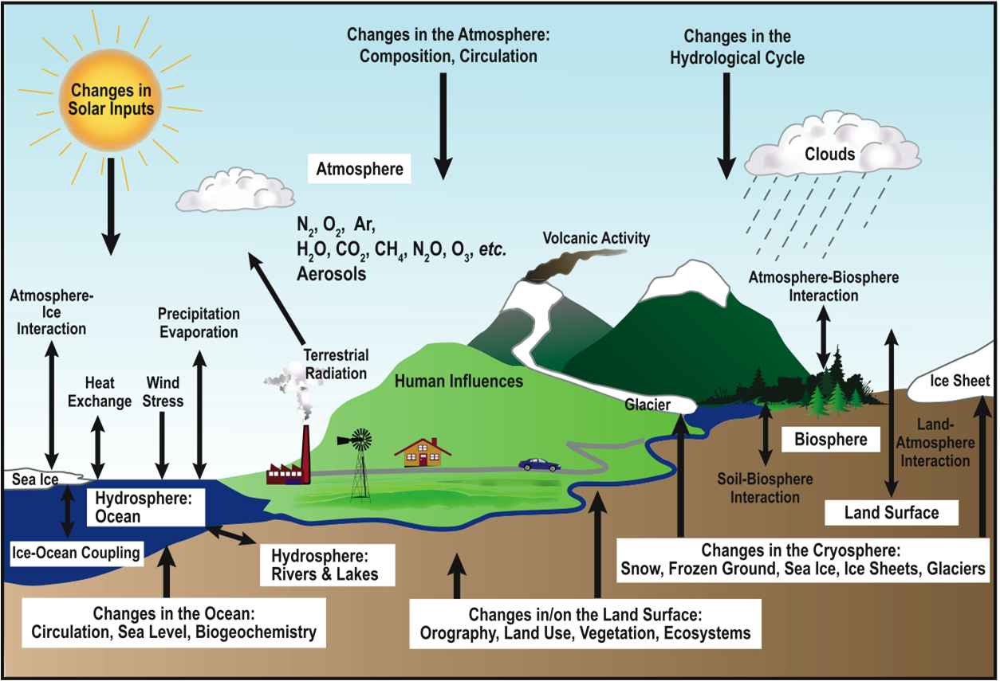 Changes in
Solar Inputs
Changes in the Atmosphere:
Composition, Circulation
Changes in the
Hydrological Cycle
Clouds
Atmosphere
N₂, O₂, Ar,
H₂O, CO₂, CH₄, N₂O, O₃, etc.
Aerosols
Volcanic Activity
Atmosphere-
Ice
Interaction
Precipitation
Evaporation
Heat
Exchange
Wind
Stress
Terrestrial
Radiation
Human Influences
Glacier
Atmosphere-Biosphere
Interaction
Ice Sheet
Land-
Atmosphere
Interaction
Biosphere
Soil-Biosphere
Interaction
Land Surface
Sea Ice
Hydrosphere:
Ocean
Ice-Ocean Coupling
Hydrosphere:
Rivers & Lakes
Changes in the Cryosphere:
Snow, Frozen Ground, Sea Ice, Ice Sheets, Glaciers
Changes in the Ocean:
Circulation, Sea Level, Biogeochemistry
Changes in/on the Land Surface:
Orography, Land Use, Vegetation, Ecosystems